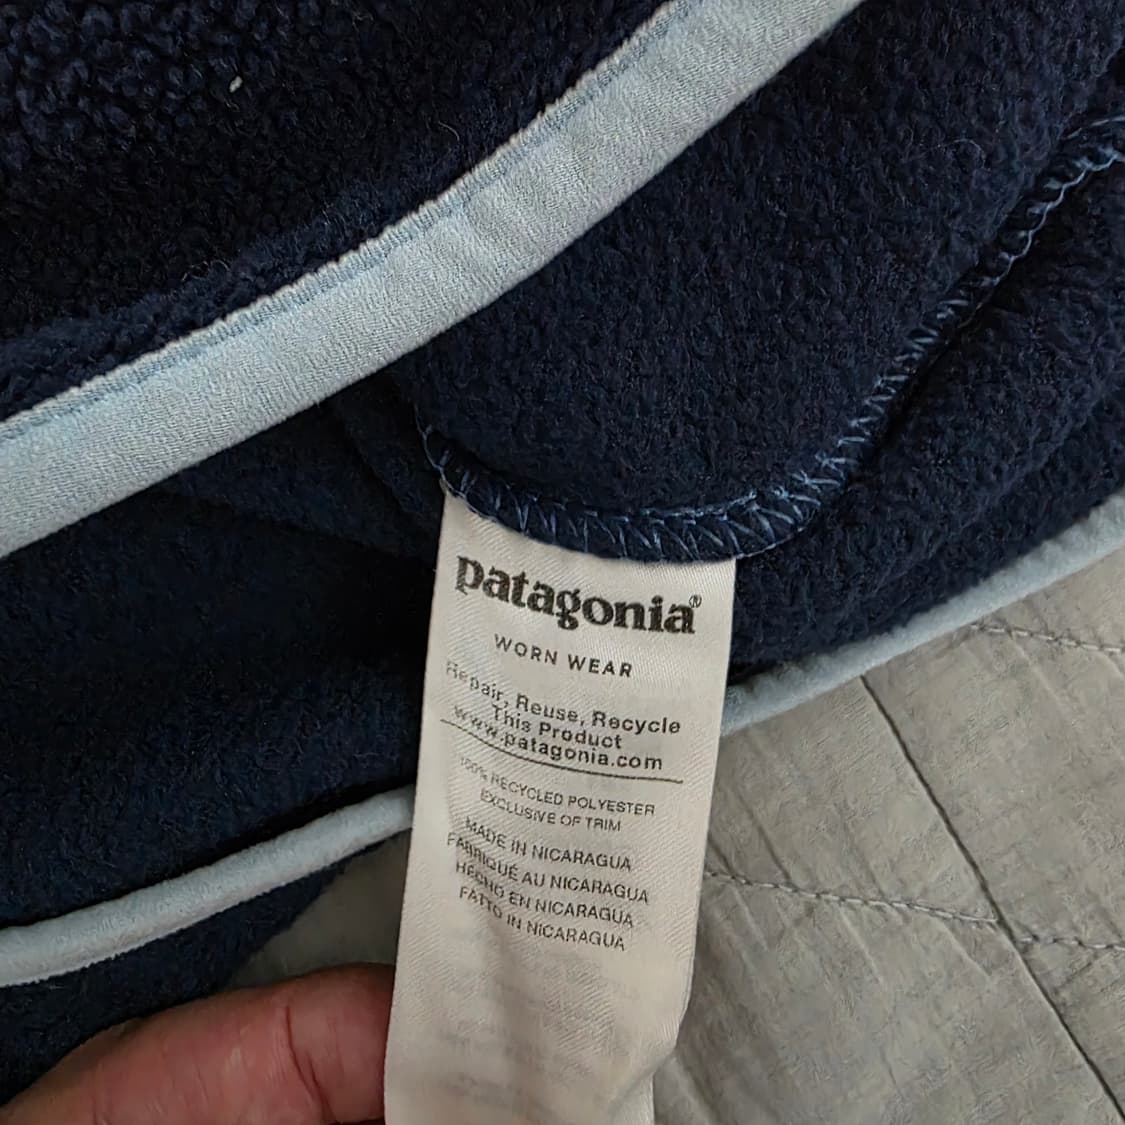 patagonia®
WORN WEAR
Repair, Reuse, Recycle
This Product
www.patagonia.com
100% RECYCLED POLYESTER
EXCLUSIVE OF TRIM
MADE IN NICARAGUA
FABRIQUÉ AU NICARAGUA
HECHO EN NICARAGUA
FATTO IN NICARAGUA